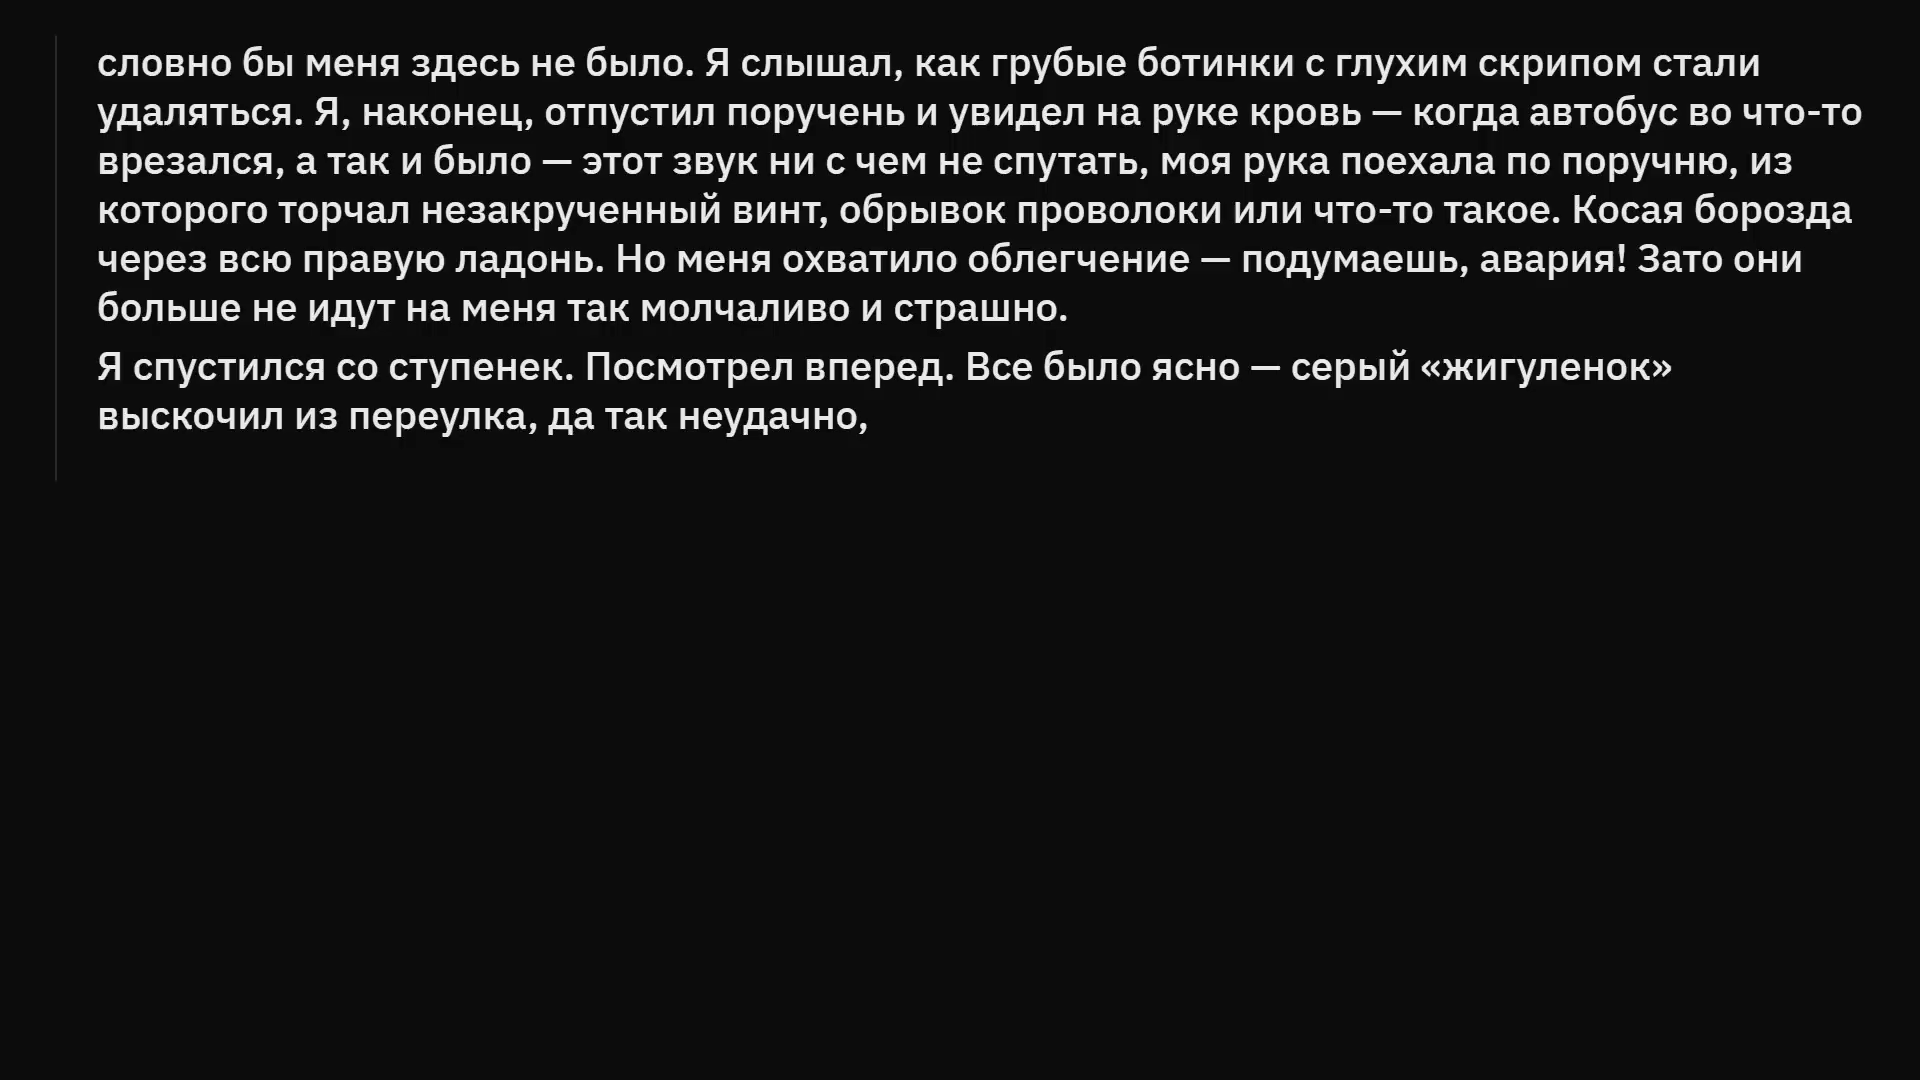 словно бы меня здесь не было. Я слышал, как грубые ботинки с глухим скрипом стали
удаляться. Я, наконец, отпустил поручень и увидел на руке кровь — когда автобус во что-то
врезался, а так и было — этот звук ни с чем не спутать, моя рука поехала по поручню, из
которого торчал незакрученный винт, обрывок проволоки или что-то такое. Косая борозда
через всю правую ладонь. Но меня охватило облегчение — подумаешь, авария! Зато они
больше не идут на меня так молчаливо и страшно.
Я спустился со ступенек. Посмотрел вперед. Все было ясно — серый «жигуленок»
выскочил из переулка, да так неудачно,